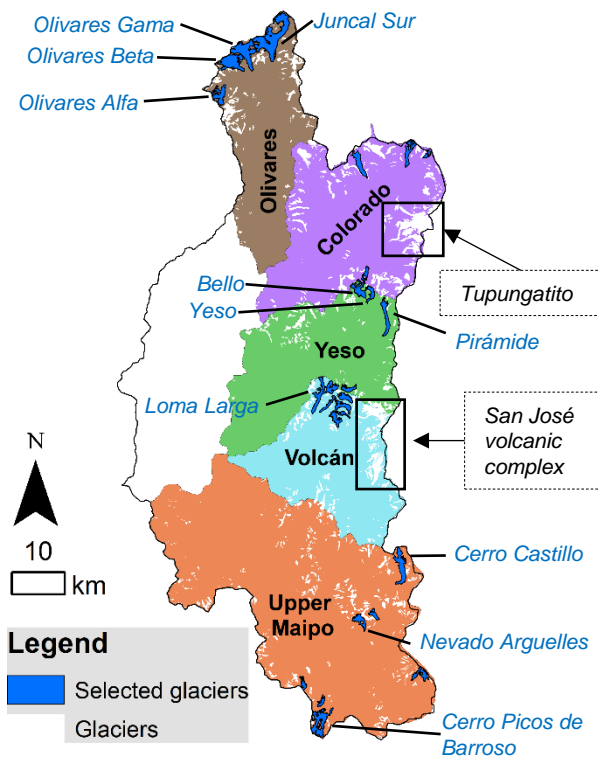 Olivares Gama
Juncal Sur
Olivares Beta
Olivares Alfa
Olivares
Colorado
Bello
Yeso
Tupungatito
Pirámide
Yeso
Loma Larga
San José
volcanic
complex
Volcán
N
10
km
Cerro Castillo
Upper
Maipo
Nevado Arguelles
Legend
Selected glaciers
Glaciers
Cerro Picos de
Barroso